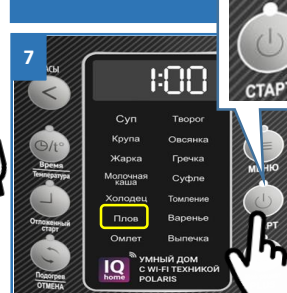 7
1:00
СТАРТ
ЧАСЫ
Суп
Творог
Крупа
Овсянка
Жарка
Гречка
Молочная
каша
Суфле
Холодец
Томление
Плов
Варенье
Омлет
Выпечка
/t°
Время
Температура
Отложенный
старт
Подогрев
ОТМЕНА
МЕНЮ
IQ
home
УМНЫЙ ДОМ
С WI-FI ТЕХНИКОЙ
POLARIS